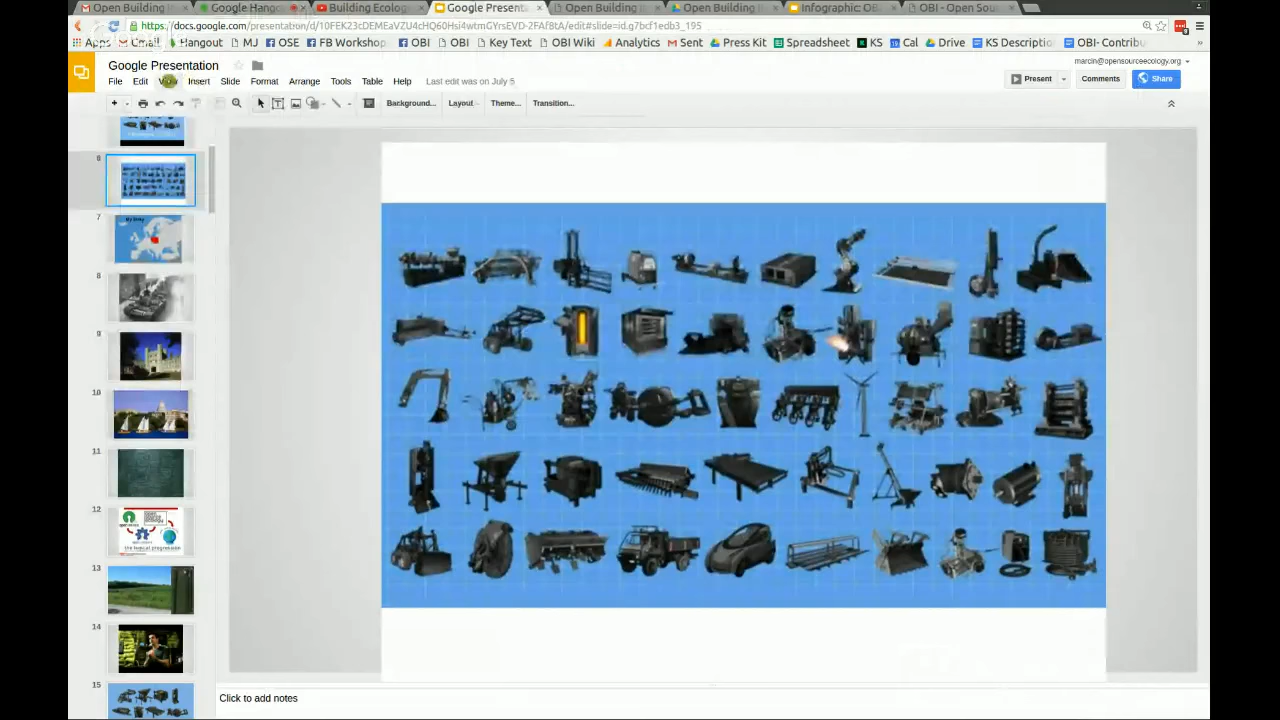 Open Building In
Google Hango
Building Ecolog
Google Presenta
Open Building I
Open Building I
Infographic OB
OBI - Open Sou
https://docs.google.com/presentation/d/10FEK23cDEMEaVZU4cHQ60Hsi4wtmGYrsEVD-2FAf8tA/edit#slide=id.g7bcf1edb3_195
Apps Gmail Hangout MJ OSE FB Workshop OBI OBI Key Text OBI Wiki Analytics Sent Press Kit Spreadsheet KS Cal Drive KS Descriptio OBI- Contribu
Google Presentation
marcin@opensourceecology.org
File Edit View Insert Slide Format Arrange Tools Table Help Last edit was on July 5
Present Comments Share
Background... Layout Theme... Transition...
6
7
8
9
10
11
12
13
14
15
Click to add notes